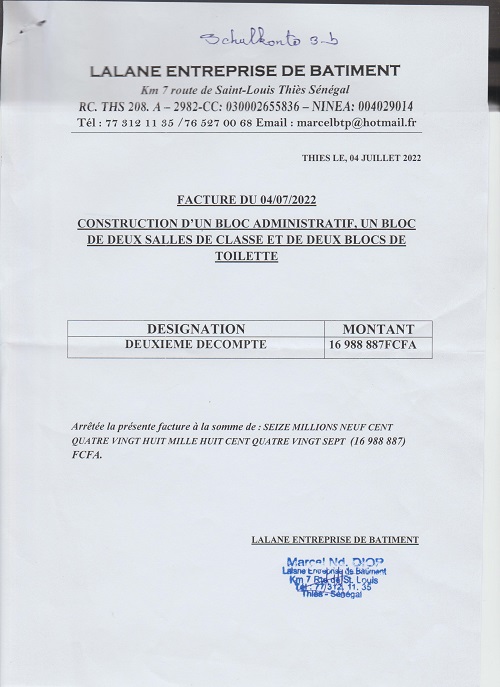 Schulkonto 3-b
LALANE ENTREPRISE DE BATIMENT
Km 7 route de Saint-Louis Thiès Sénégal
RC. THS 208. A – 2982-CC: 030002655836 – NINEA: 004029014
Tél : 77 312 11 35 /76 527 00 68 Email : marcelbtp@hotmail.fr
THIES LE, 04 JUILLET 2022
FACTURE DU 04/07/2022
CONSTRUCTION D'UN BLOC ADMINISTRATIF, UN BLOC
DE DEUX SALLES DE CLASSE ET DE DEUX BLOCS DE
TOILETTE
DESIGNATION MONTANT
DEUXIEME DECOMPTE 16 988 887FCFA
Arrêtée la présente facture à la somme de : SEIZE MILLIONS NEUF CENT
QUATRE VINGT HUIT MILLE HUIT CENT QUATRE VINGT SEPT (16 988 887)
FCFA.
LALANE ENTREPRISE DE BATIMENT
Marcel Nd. DIOP
Lalane Entreprise de Batiment
Km 7 Rte de St. Louis
Tél : 77/312. 11. 35
Thiès - Sénégal